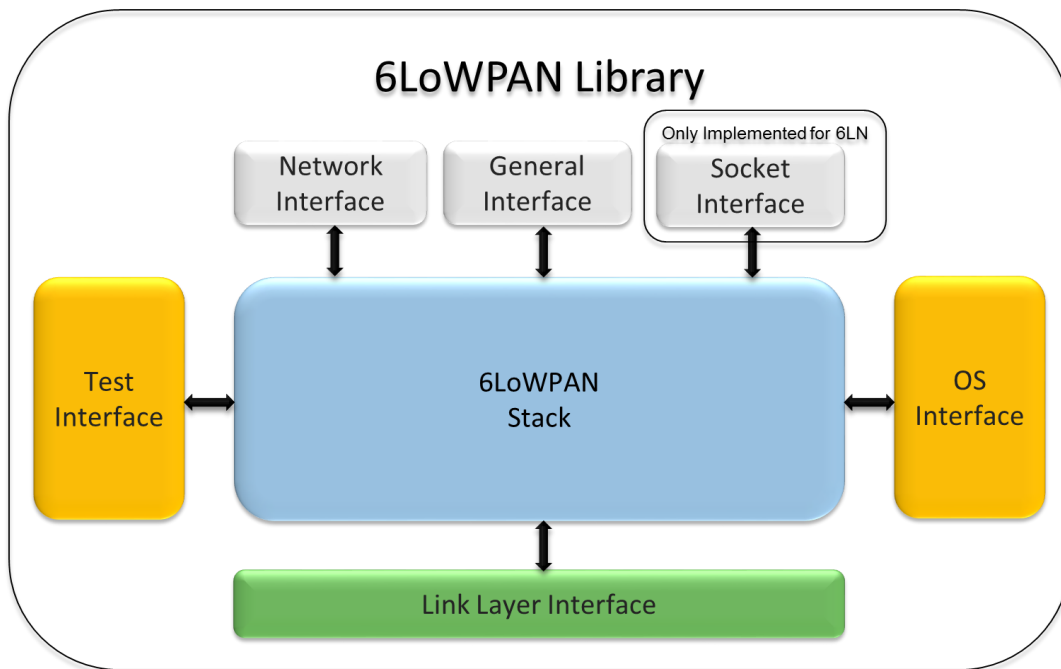 6LoWPAN Library
Only Implemented for 6LN
Network
Interface
General
Interface
Socket
Interface
Test
Interface
6LoWPAN
Stack
OS
Interface
Link Layer Interface